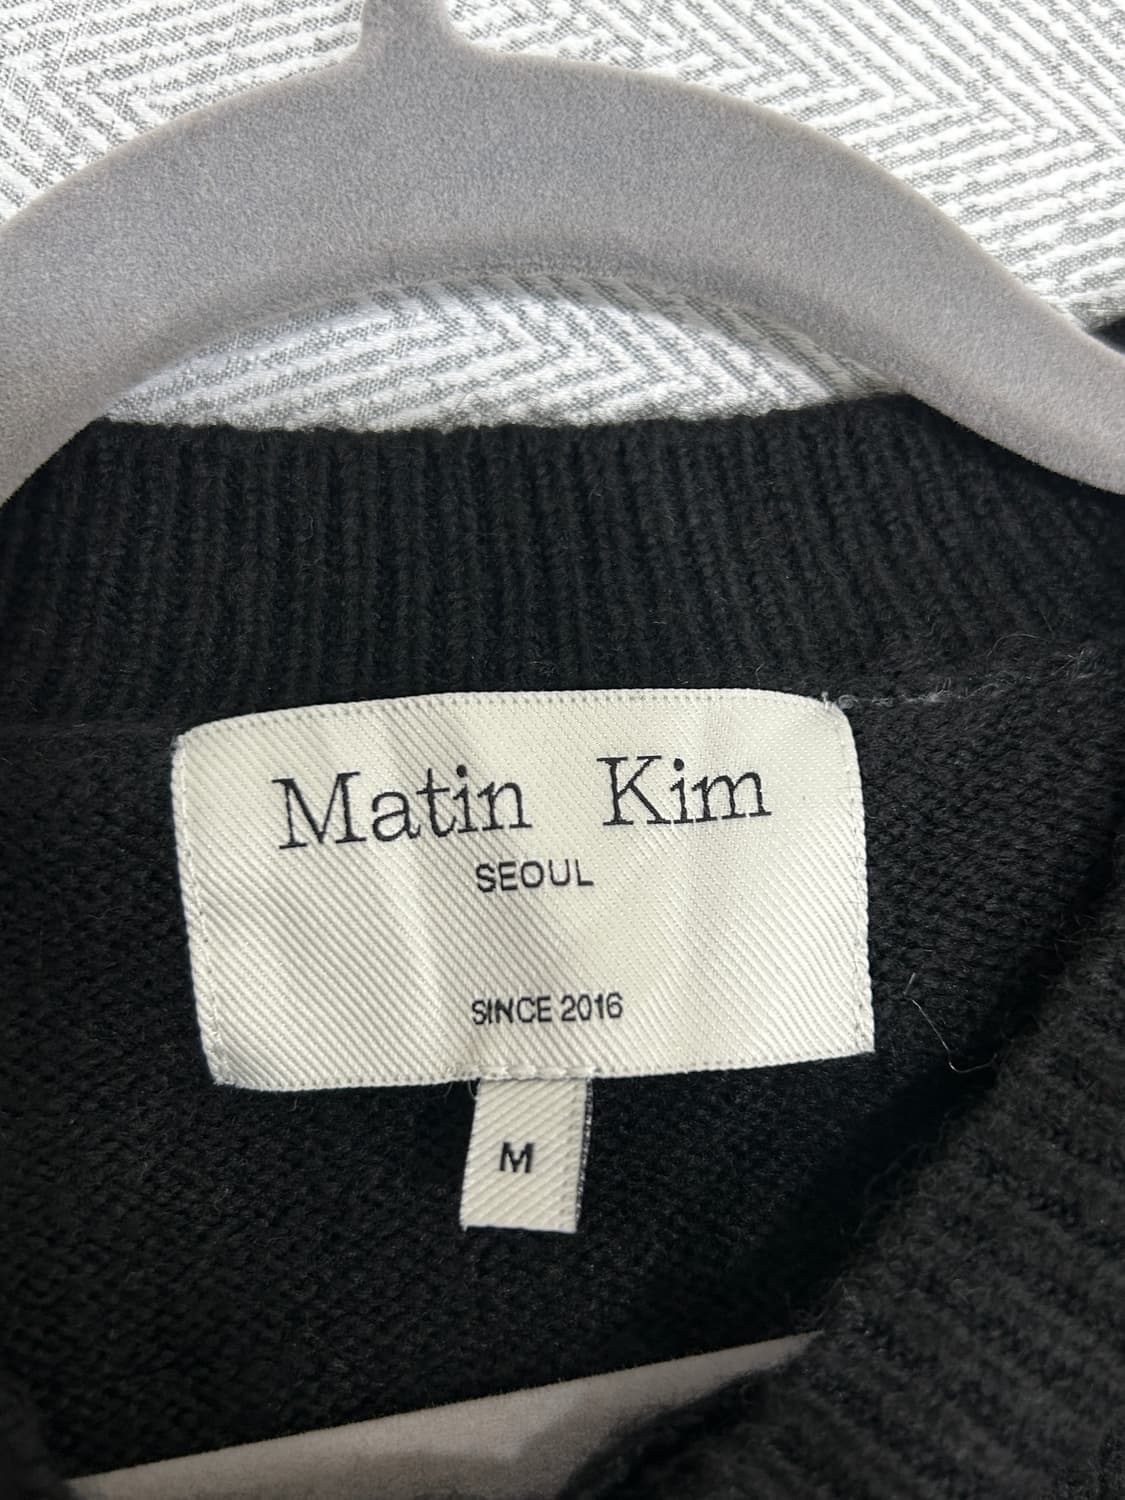 Matin Kim
SEOUL
SINCE 2016
M